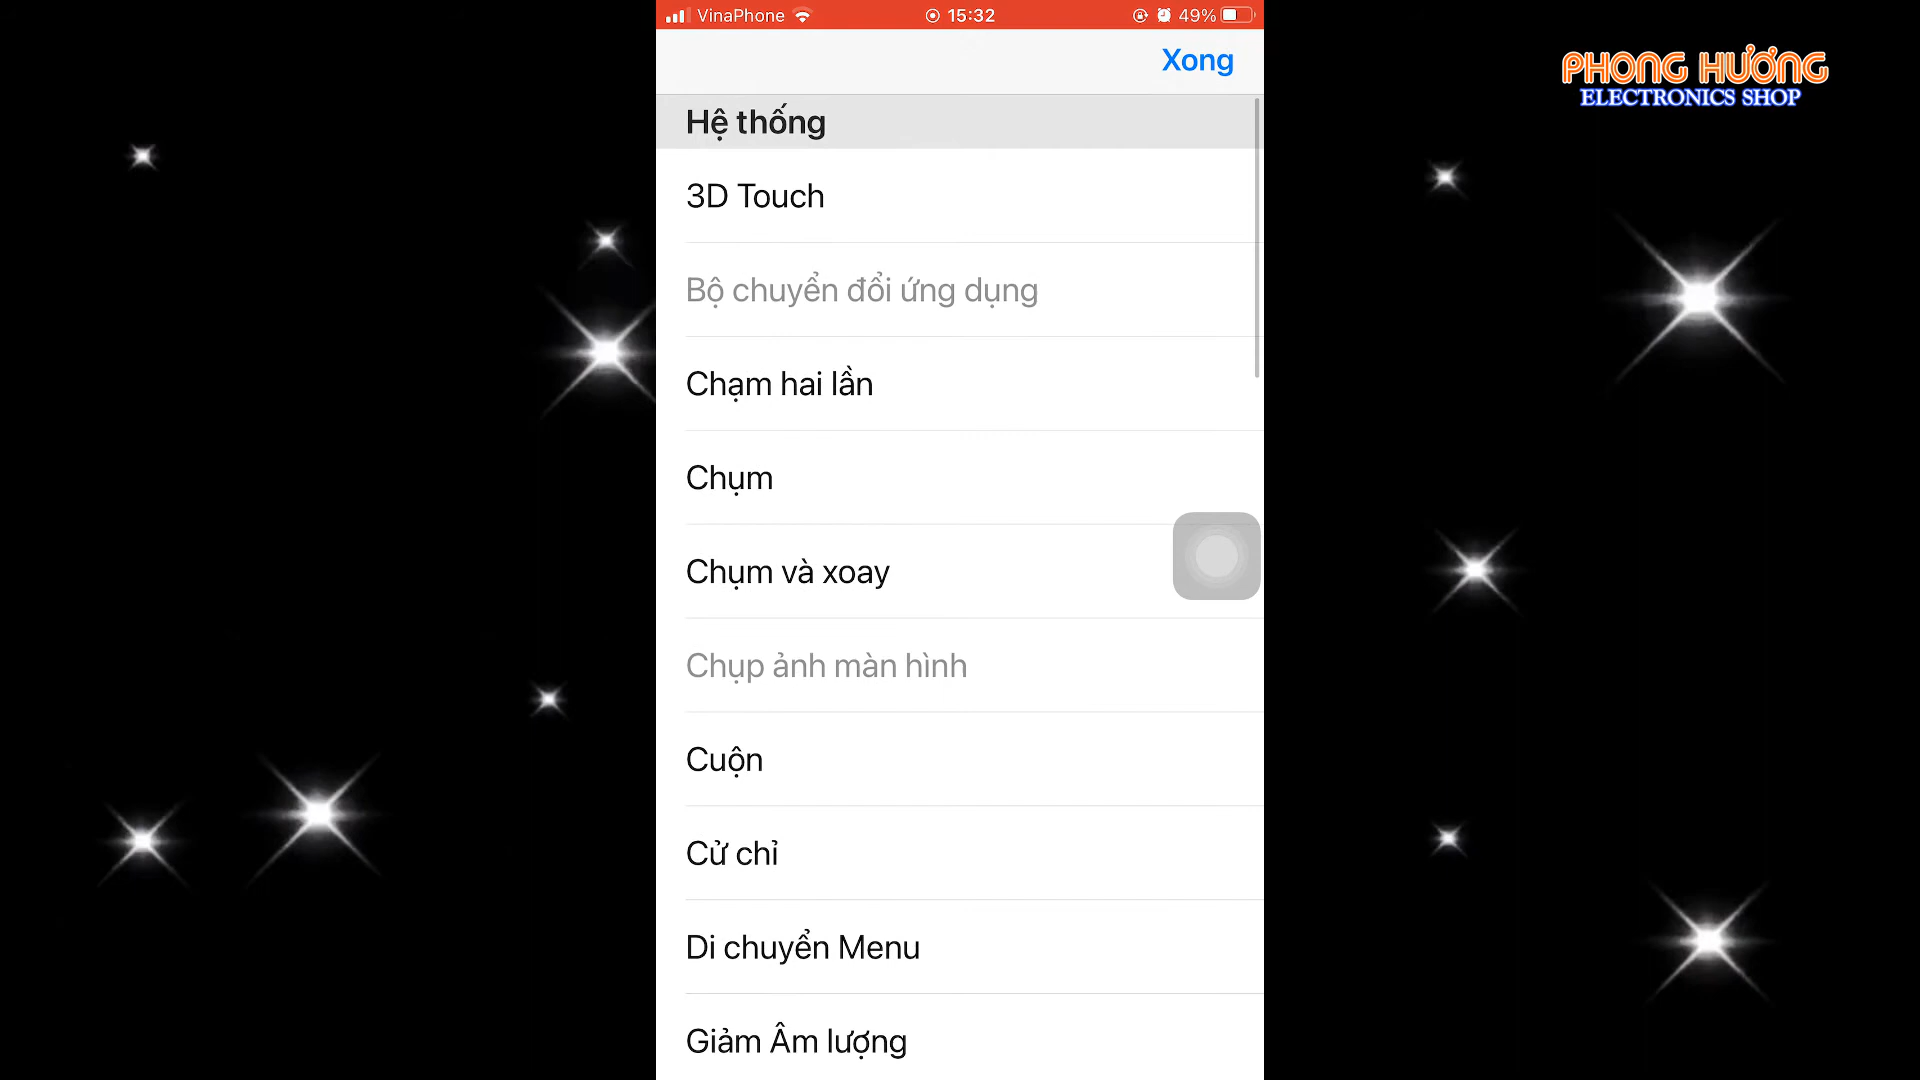 VinaPhone 15:32 49%
PHONG HƯƠNG
ELECTRONICS SHOP
Xong
Hệ thống
3D Touch
Bộ chuyển đổi ứng dụng
Chạm hai lần
Chụm
Chụm và xoay
Chụp ảnh màn hình
Cuộn
Cử chỉ
Di chuyển Menu
Giảm Âm lượng